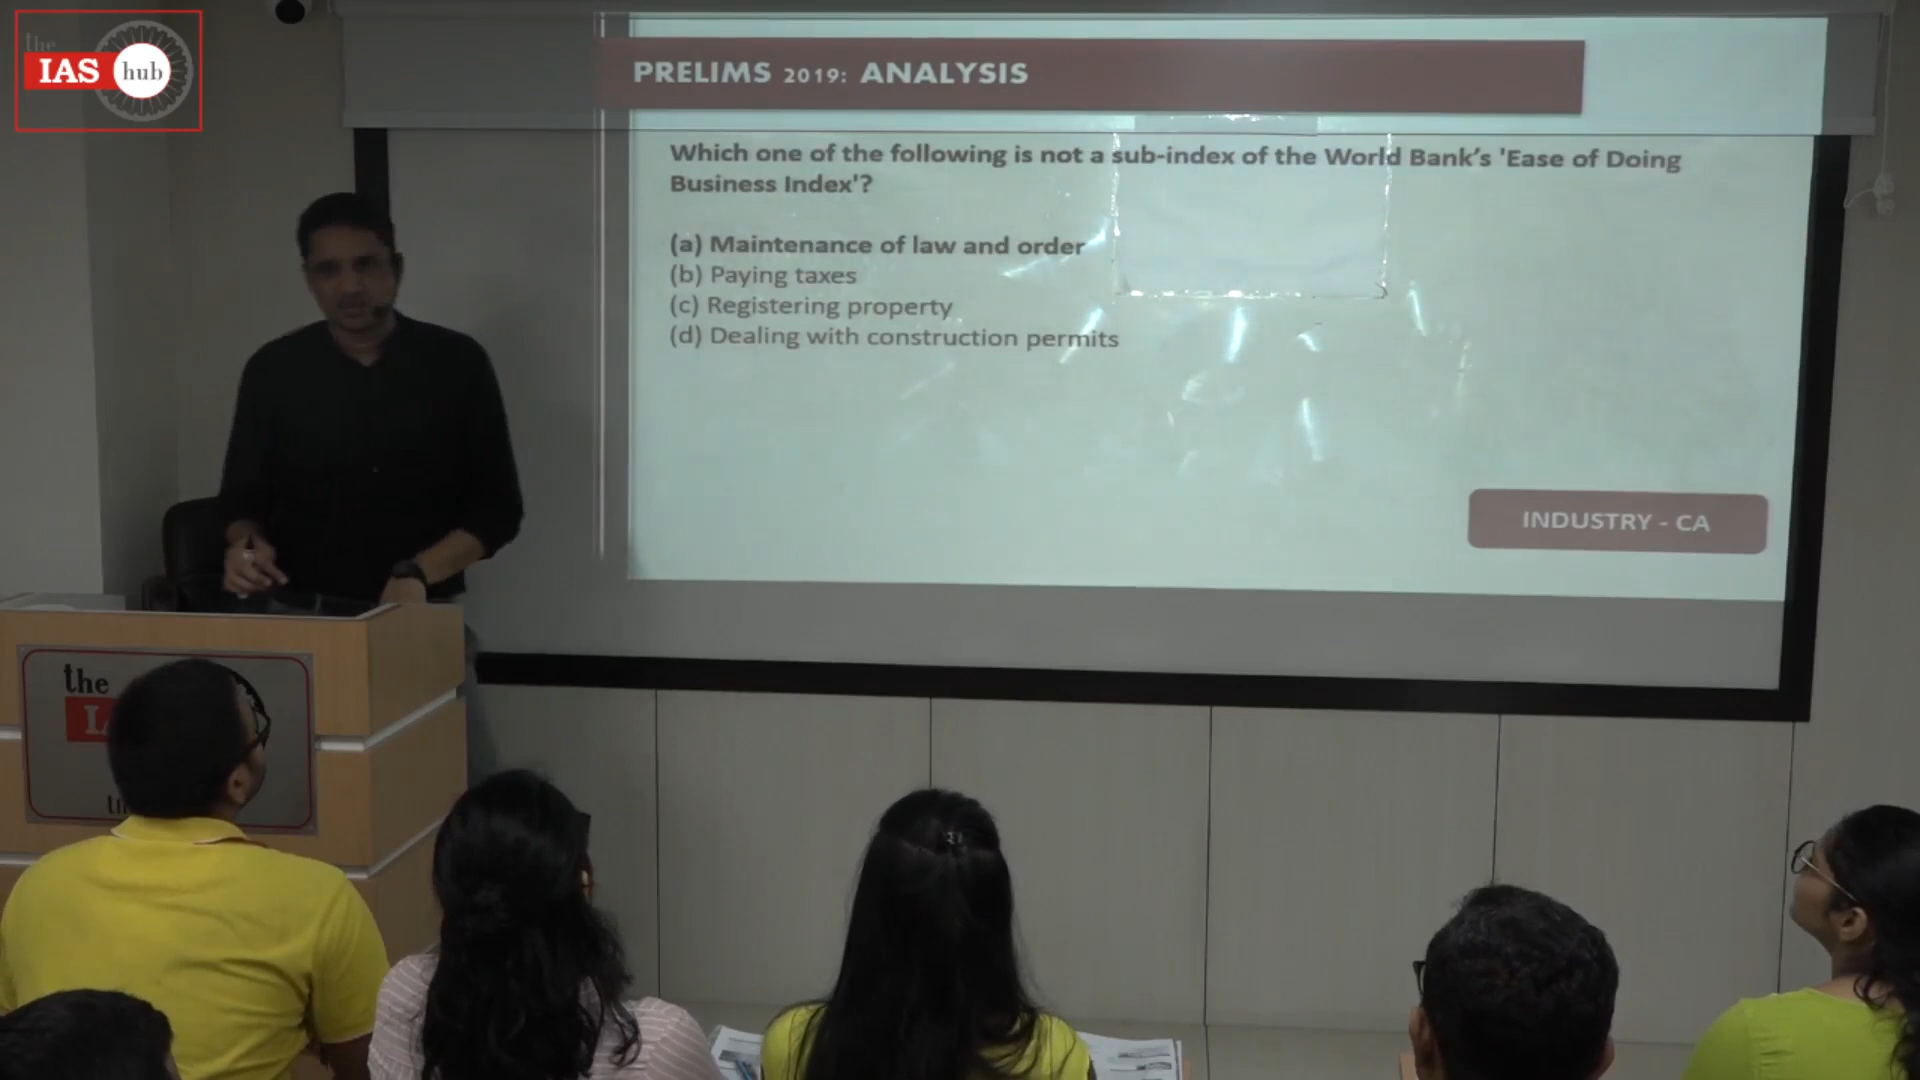 the
IAS hub
PRELIMS 2019: ANALYSIS
Which one of the following is not a sub-index of the World Bank’s 'Ease of Doing
Business Index'?
(a) Maintenance of law and order
(b) Paying taxes
(c) Registering property
(d) Dealing with construction permits
INDUSTRY - CA
the